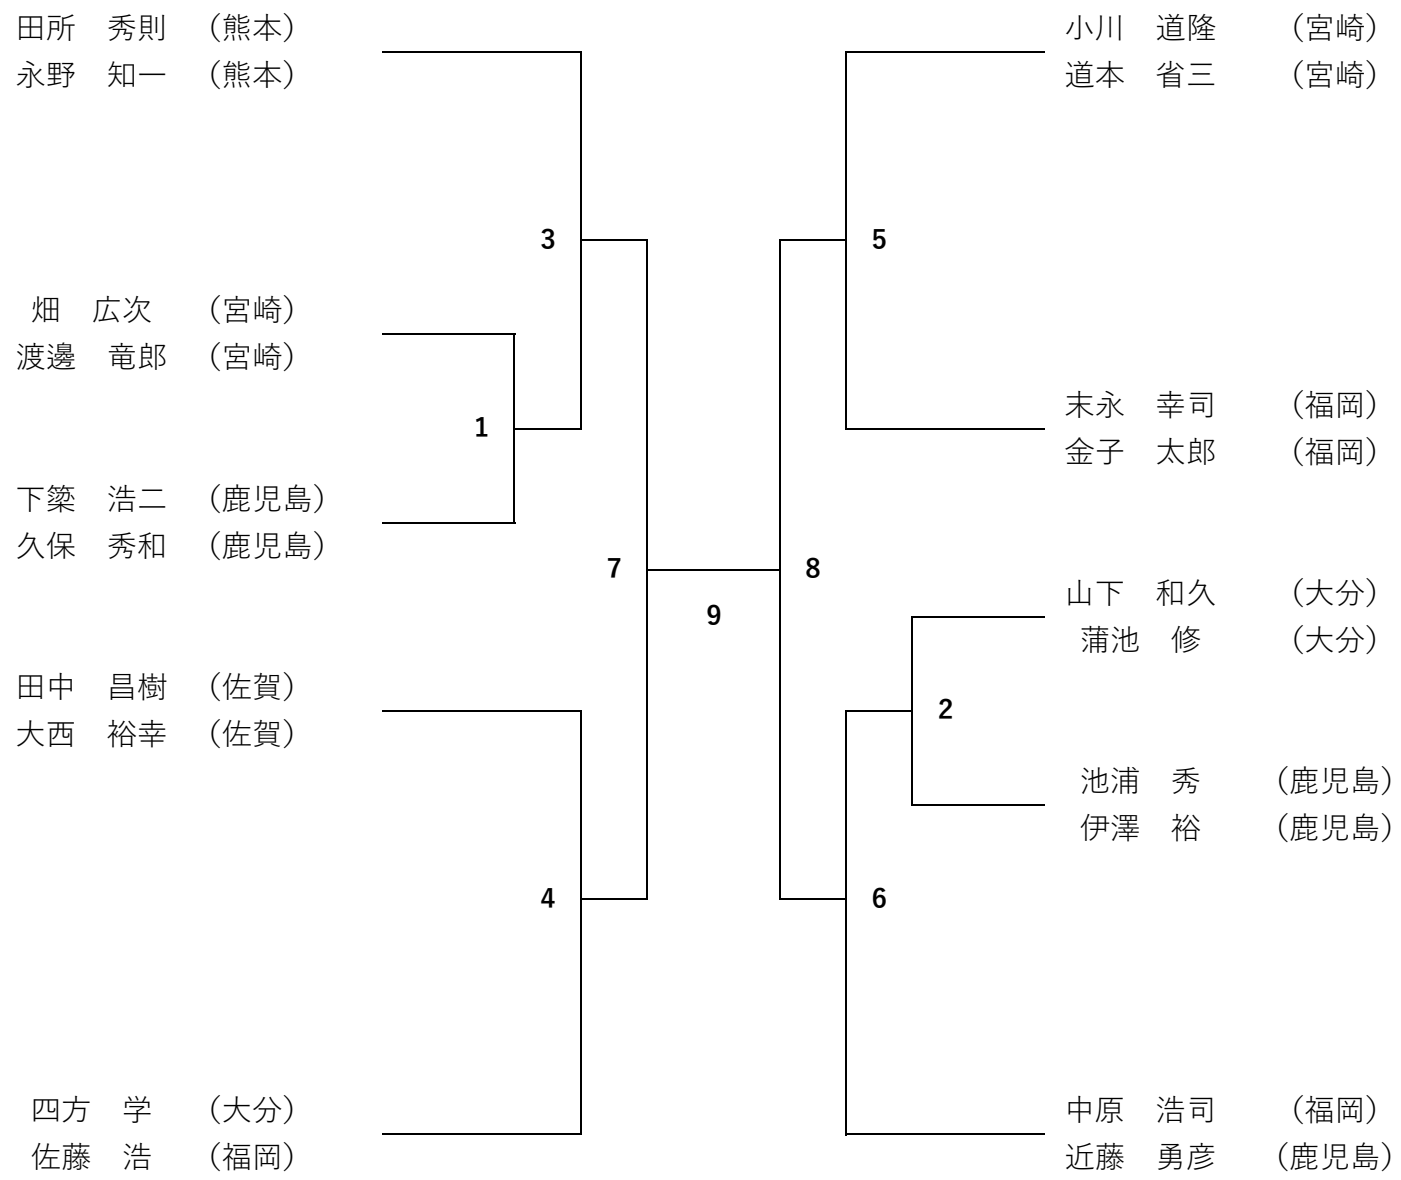 田所　秀則　（熊本）
永野　知一　（熊本）
3
畑　広次　（宮崎）
渡邊　竜郎　（宮崎）
1
下簗　浩二　（鹿児島）
久保　秀和　（鹿児島）
7
田中　昌樹　（佐賀）
大西　裕幸　（佐賀）
4
四方　学　（大分）
佐藤　浩　（福岡）
9
小川　道隆　（宮崎）
道本　省三　（宮崎）
5
末永　幸司　（福岡）
金子　太郎　（福岡）
8
山下　和久　（大分）
蒲池　修　（大分）
2
池浦　秀　（鹿児島）
伊澤　裕　（鹿児島）
6
中原　浩司　（福岡）
近藤　勇彦　（鹿児島）